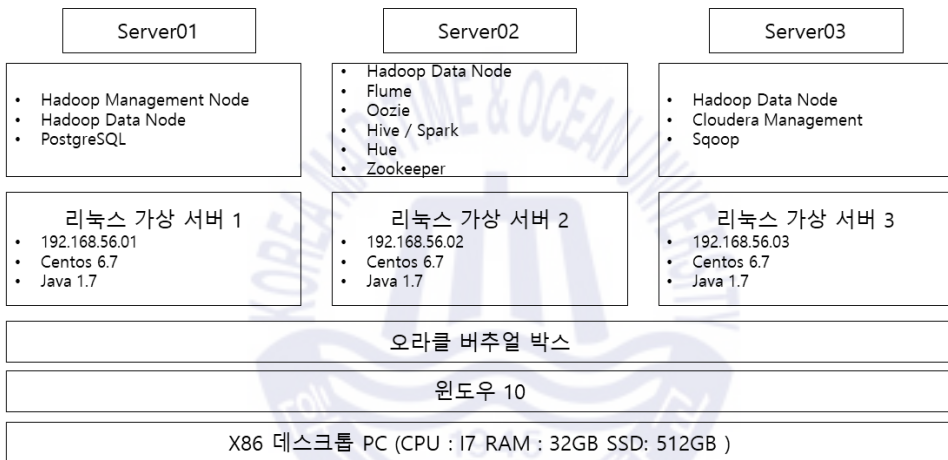 Server01
Server02
Server03
• Hadoop Management Node
• Hadoop Data Node
• PostgreSQL
• Hadoop Data Node
• Flume
• Oozie
• Hive / Spark
• Hue
• Zookeeper
• Hadoop Data Node
• Cloudera Management
• Sqoop
리눅스 가상 서버 1
• 192.168.56.01
• Centos 6.7
• Java 1.7
리눅스 가상 서버 2
• 192.168.56.02
• Centos 6.7
• Java 1.7
리눅스 가상 서버 3
• 192.168.56.03
• Centos 6.7
• Java 1.7
오라클 버추얼 박스
윈도우 10
X86 데스크톱 PC (CPU : I7 RAM : 32GB SSD: 512GB )
KOREA MARITIME & OCEAN UNIVERSITY
1945